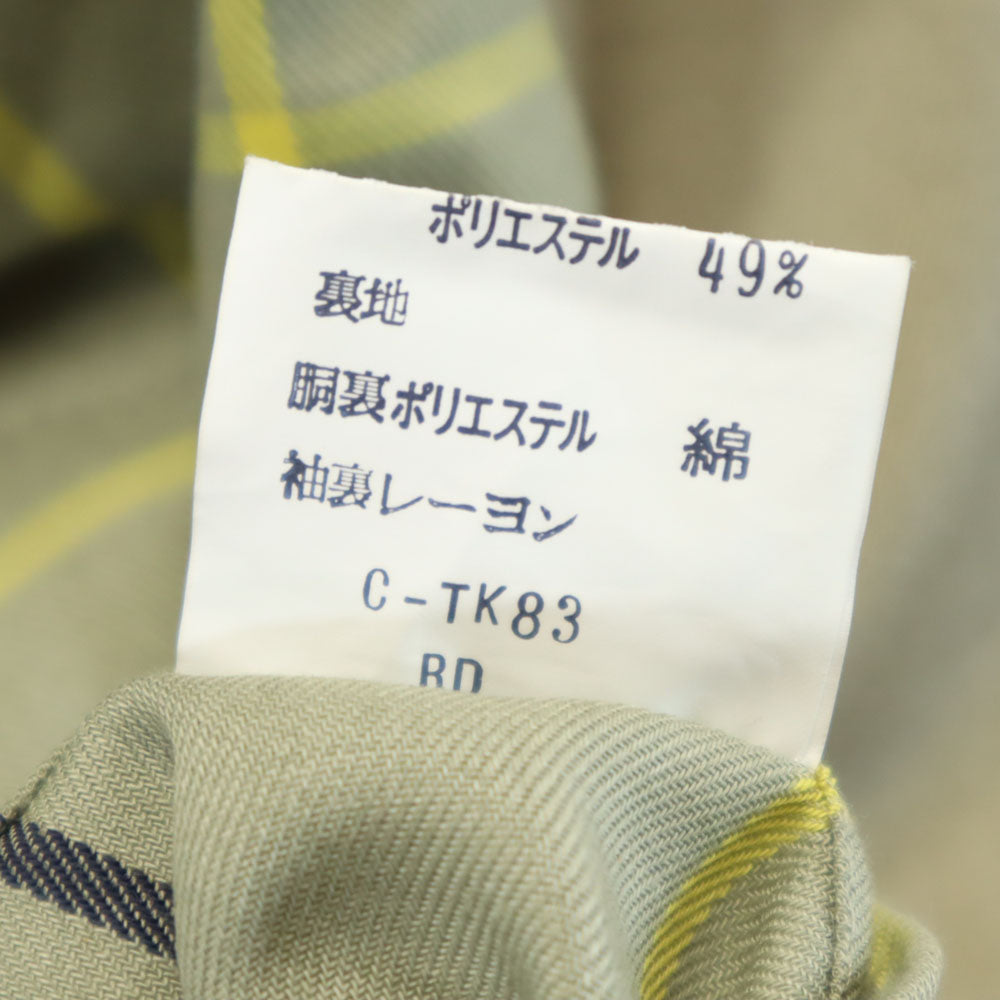 ポリエステル 49%
裏地
胴裏ポリエステル 綿
袖裏レーヨン
C-TK83
BD